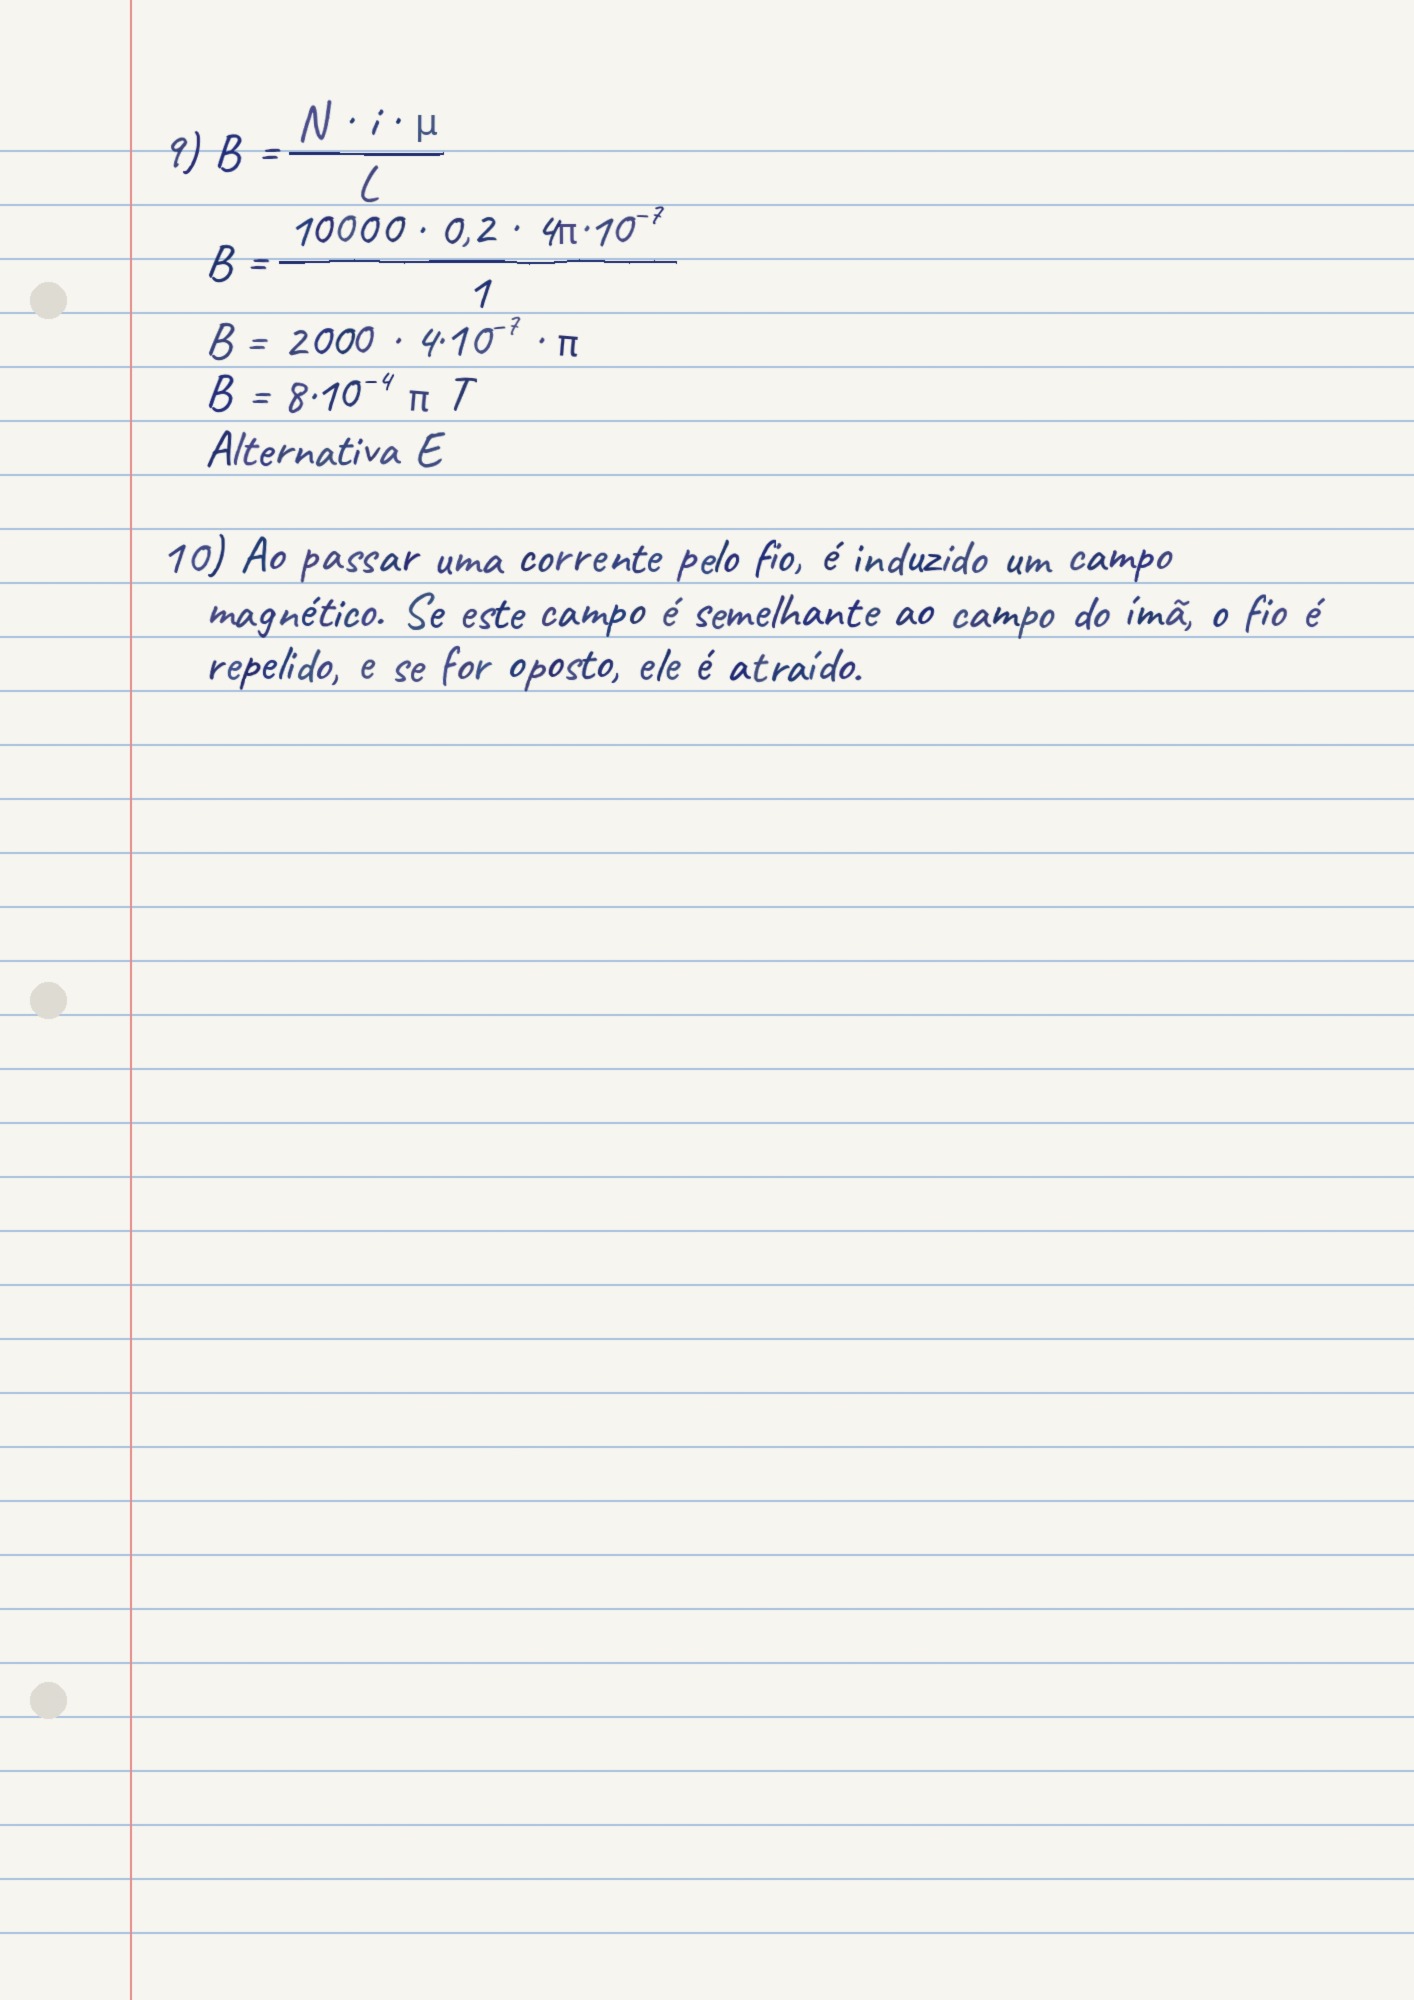 9) B = N · i · μ / L
B = 10000 · 0,2 · 4π·10⁻⁷ / 1
B = 2000 · 4·10⁻⁷ · π
B = 8·10⁻⁴ π T
Alternativa E
10) Ao passar uma corrente pelo fio, é induzido um campo
magnético. Se este campo é semelhante ao campo do ímã, o fio é
repelido, e se for oposto, ele é atraído.